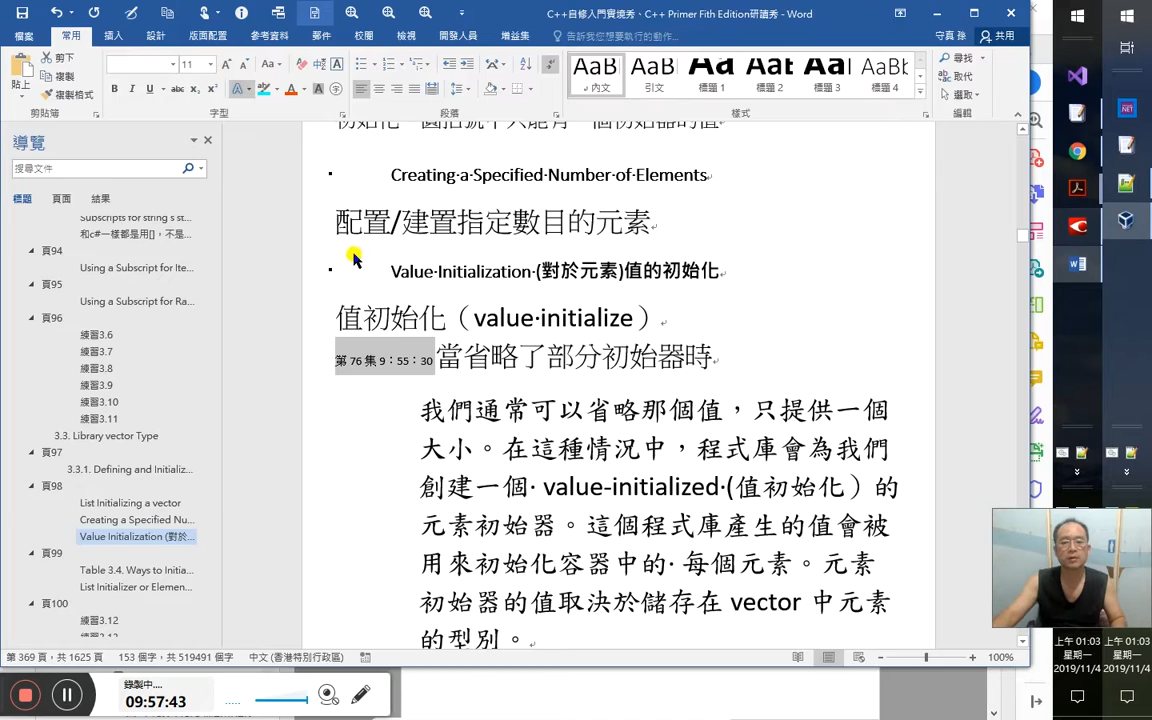 C++自修入門實境秀、C++ Primer Fith Edition研讀秀 - Word
檔案
常用
插入
設計
版面配置
參考資料
郵件
校閱
檢視
開發人員
增益集
告訴我您想要執行的動作...
守真 孫
共用
貼上
剪下
複製
複製格式
剪貼簿
11
字型
段落
AaB
內文
AaB
引文
AaB
標題 1
AaB
標題 2
AaB
標題 3
AaB
標題 4
樣式
尋找
取代
選取
編輯
導覽
搜尋文件
標題
頁面
結果
Subscripts for string's st...
和c#一樣都是用[],不是...
頁94
Using a Subscript for Ite...
頁95
Using a Subscript for Ra...
頁96
練習3.6
練習3.7
練習3.8
練習3.9
練習3.10
練習3.11
3.3. Library vector Type
頁97
3.3.1. Defining and Initializ...
頁98
List Initializing a vector
Creating a Specified Nu...
Value Initialization (對於...
頁99
Table 3.4. Ways to Initia...
List Initializer or Elemen...
頁100
練習3.12
Creating·a·Specified·Number·of·Elements
配置/建置指定數目的元素
Value·Initialization·(對於元素)值的初始化
值初始化（value·initialize）
第 76 集 9：55：30當省略了部分初始器時
我們通常可以省略那個值，只提供一個
大小。在這種情況中，程式庫會為我們
創建一個· value-initialized·(值初始化）的
元素初始器。這個程式庫產生的值會被
用來初始化容器中的· 每個元素。元素
初始器的值取決於儲存在 vector 中元素
的型別。
第 369 頁，共 1625 頁
153 個字，共 519491 個字
中文 (香港特別行政區)
100%
錄製中...
09:57:43
上午 01:03
星期一
2019/11/4
上午 01:03
星期一
2019/11/4